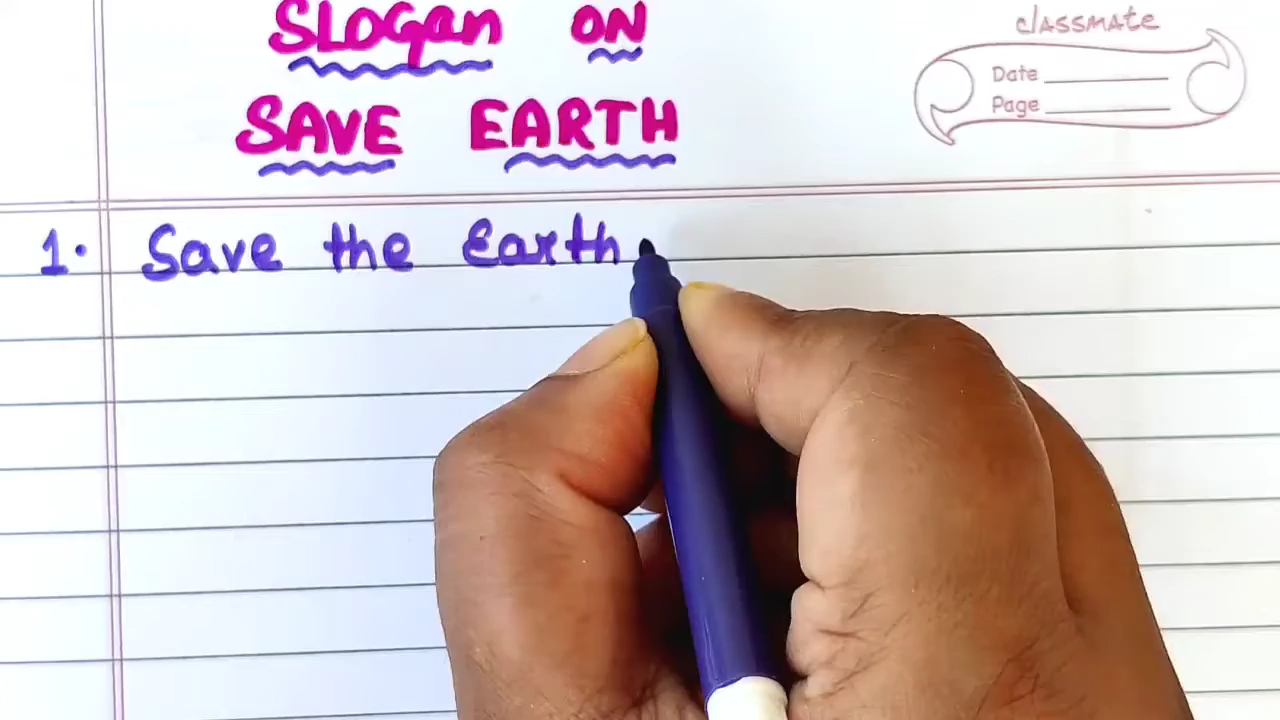 SLOGAN ON
SAVE EARTH
classmate
Date
Page
1. Save the Earth